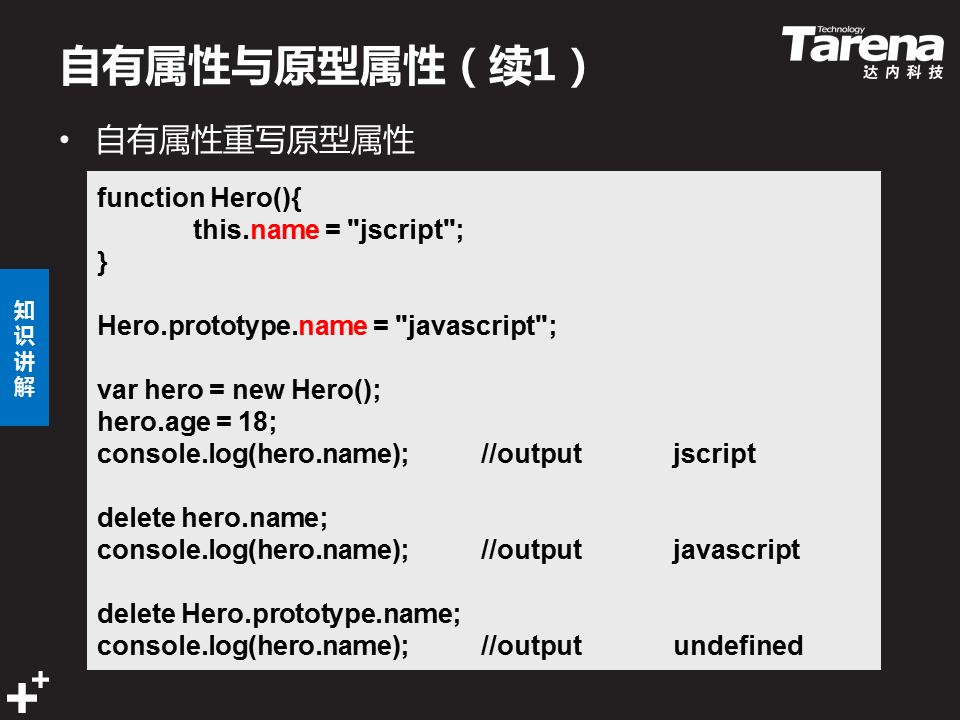 自有属性与原型属性（续1）
Technology
Tarena
达内科技
• 自有属性重写原型属性
function Hero(){
this.name = "jscript";
}
Hero.prototype.name = "javascript";
var hero = new Hero();
hero.age = 18;
console.log(hero.name); //output jscript
delete hero.name;
console.log(hero.name); //output javascript
delete Hero.prototype.name;
console.log(hero.name); //output undefined
知识讲解